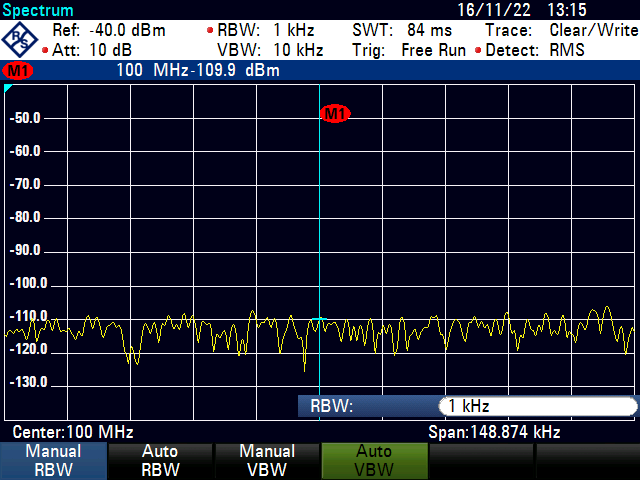 Spectrum 16/11/22 13:15
Ref: -40.0 dBm RBW: 1 kHz SWT: 84 ms Trace: Clear/Write
Att: 10 dB VBW: 10 kHz Trig: Free Run Detect: RMS
R&S
M1 100 MHz -109.9 dBm
M1
-50.0
-60.0
-70.0
-80.0
-90.0
-100.0
-110.0
-120.0
-130.0
RBW: 1 kHz
Center:100 MHz Span:148.874 kHz
Manual RBW Auto RBW Manual VBW Auto VBW